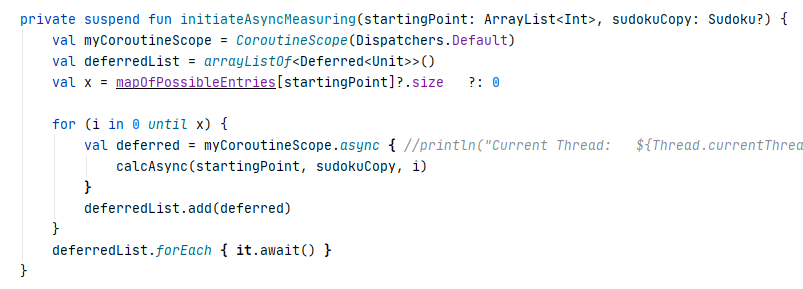 private suspend fun initiateAsyncMeasuring(startingPoint: ArrayList<Int>, sudokuCopy: Sudoku?) {
    val myCoroutineScope = CoroutineScope(Dispatchers.Default)
    val deferredList = arrayListOf<Deferred<Unit>>()
    val x = mapOfPossibleEntries[startingPoint]?.size   ?: 0

    for (i in 0 until x) {
        val deferred = myCoroutineScope.async { //println("Current Thread:   ${Thread.currentThrea
            calcAsync(startingPoint, sudokuCopy, i)
        }
        deferredList.add(deferred)
    }
    deferredList.forEach { it.await() }
}